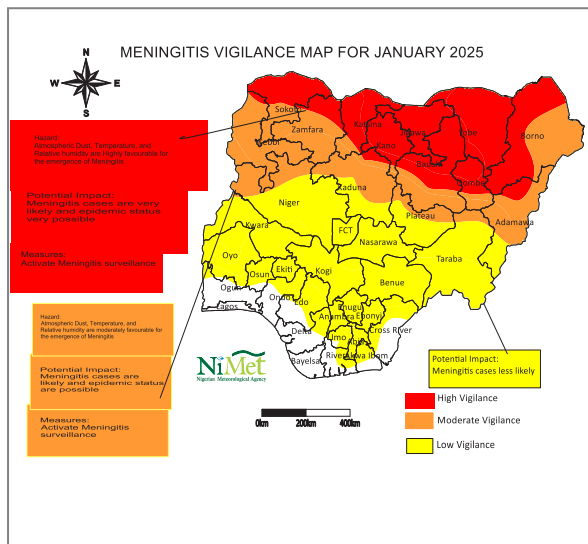 MENINGITIS VIGILANCE MAP FOR JANUARY 2025
N
W
E
S
Hazard:
Atmospheric Dust, Temperature, and
Relative humidity are Highly favourable for
the emergence of Meningitis
Potential Impact:
Meningitis cases are very
likely and epidemic status
very possible
Measures:
Activate Meningitis surveillance
Hazard:
Atmospheric Dust, Temperature, and
Relative humidity are moderately favourable for
the emergence of Meningitis
Potential Impact:
Meningitis cases are
likely and epidemic status
are possible
Measures:
Activate Meningitis
surveillance
Sokoto
Zamfara
Kebbi
Katsina
Kano
Jigawa
Yobe
Borno
Bauchi
Gombe
Kaduna
Adamawa
Niger
Plateau
Kwara
FCT
Nasarawa
Taraba
Oyo
Ekiti
Kogi
Osun
Benue
Ogun
Ondo
Edo
Lagos
Enugu
Anambra
Ebonyi
Cross River
Delta
Imo
Abia
Bayelsa
Rivers
Akwa Ibom
NiMet
Nigerian Meteorological Agency
0km
200km
400km
Potential Impact:
Meningitis cases less likely
High Vigilance
Moderate Vigilance
Low Vigilance